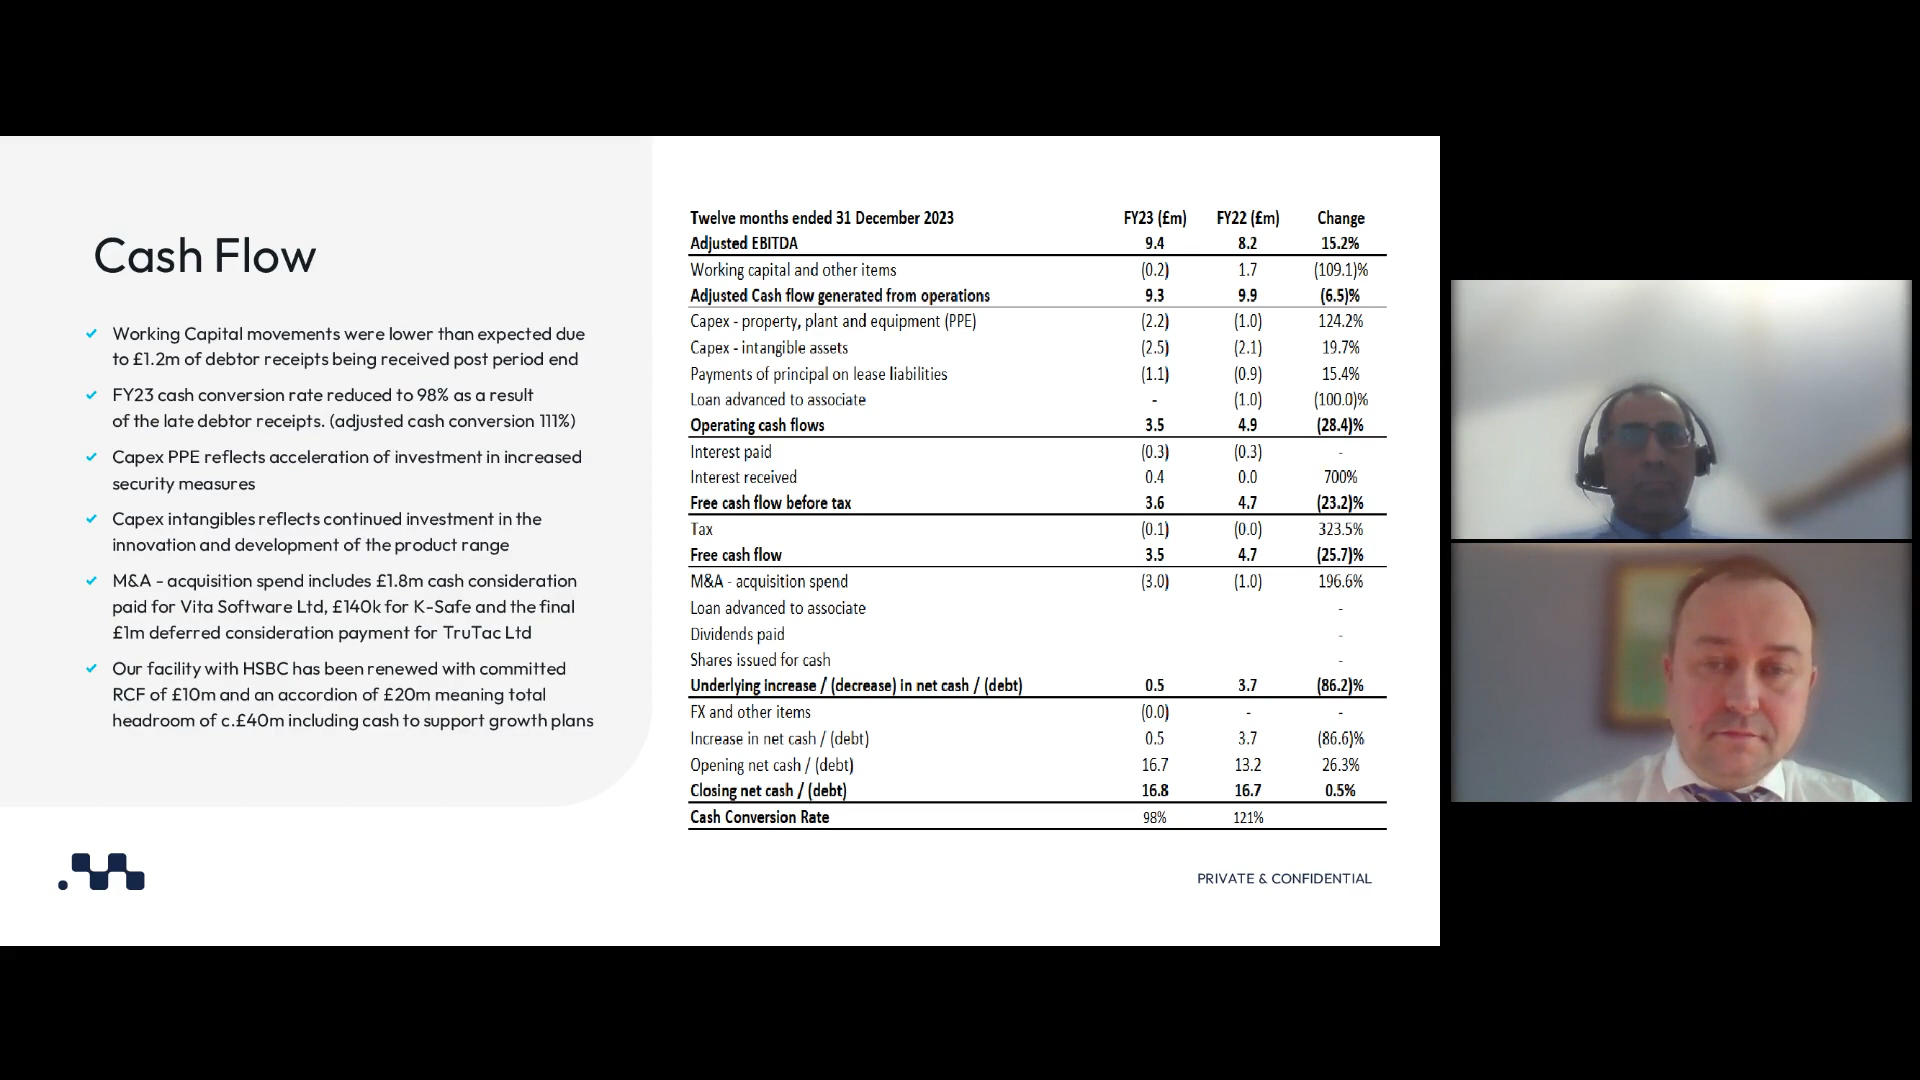 Cash Flow
Working Capital movements were lower than expected due
to £1.2m of debtor receipts being received post period end
FY23 cash conversion rate reduced to 98% as a result
of the late debtor receipts. (adjusted cash conversion 111%)
Capex PPE reflects acceleration of investment in increased
security measures
Capex intangibles reflects continued investment in the
innovation and development of the product range
M&A - acquisition spend includes £1.8m cash consideration
paid for Vita Software Ltd, £140k for K-Safe and the final
£1m deferred consideration payment for TruTac Ltd
Our facility with HSBC has been renewed with committed
RCF of £10m and an accordion of £20m meaning total
headroom of c.£40m including cash to support growth plans
Twelve months ended 31 December 2023 FY23 (£m) FY22 (£m) Change
Adjusted EBITDA 9.4 8.2 15.2%
Working capital and other items (0.2) 1.7 (109.1)%
Adjusted Cash flow generated from operations 9.3 9.9 (6.5)%
Capex - property, plant and equipment (PPE) (2.2) (1.0) 124.2%
Capex - intangible assets (2.5) (2.1) 19.7%
Payments of principal on lease liabilities (1.1) (0.9) 15.4%
Loan advanced to associate - (1.0) (100.0)%
Operating cash flows 3.5 4.9 (28.4)%
Interest paid (0.3) (0.3) -
Interest received 0.4 0.0 700%
Free cash flow before tax 3.6 4.7 (23.2)%
Tax (0.1) (0.0) 323.5%
Free cash flow 3.5 4.7 (25.7)%
M&A - acquisition spend (3.0) (1.0) 196.6%
Loan advanced to associate -
Dividends paid -
Shares issued for cash -
Underlying increase / (decrease) in net cash / (debt) 0.5 3.7 (86.2)%
FX and other items (0.0) - -
Increase in net cash / (debt) 0.5 3.7 (86.6)%
Opening net cash / (debt) 16.7 13.2 26.3%
Closing net cash / (debt) 16.8 16.7 0.5%
Cash Conversion Rate 98% 121%
PRIVATE & CONFIDENTIAL